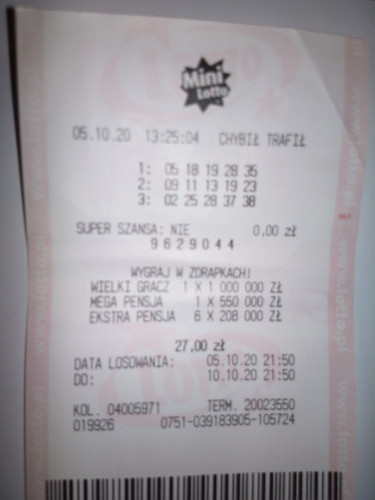 Mini
Lotto
05.10.20 13:25:04 CHYBIŁ TRAFIŁ
1: 05 18 19 28 35
2: 09 11 13 19 23
3: 02 25 28 37 38
SUPER SZANSA: NIE 0,00 zł
9629044
WYGRAJ W ZDRAPKACH!
WIELKI GRACZ 1 X 1 000 000 ZŁ
MEGA PENSJA 1 X 550 000 ZŁ
EKSTRA PENSJA 6 X 208 000 ZŁ
27,00 zł
DATA LOSOWANIA: 05.10.20 21:50
DO: 10.10.20 21:50
KOL. 04005971 TERM. 20023550
019926 0751-039183905-105724